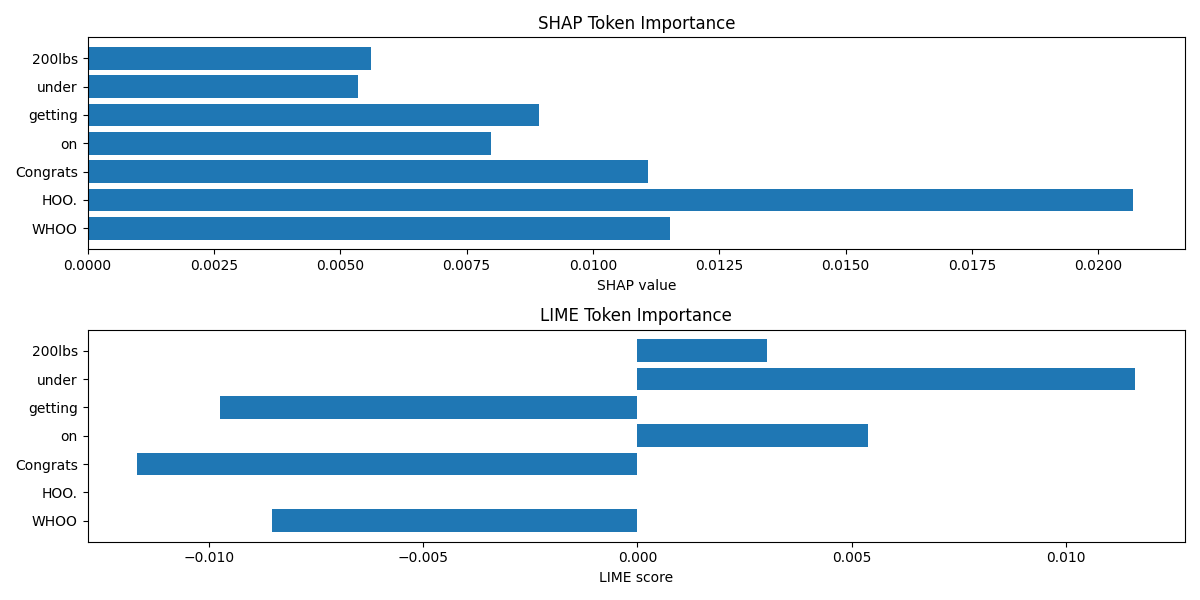 SHAP Token Importance
200lbs
under
getting
on
Congrats
HOO.
WHOO
0.0000 0.0025 0.0050 0.0075 0.0100 0.0125 0.0150 0.0175 0.0200
SHAP value
LIME Token Importance
200lbs
under
getting
on
Congrats
HOO.
WHOO
−0.010 −0.005 0.000 0.005 0.010
LIME score